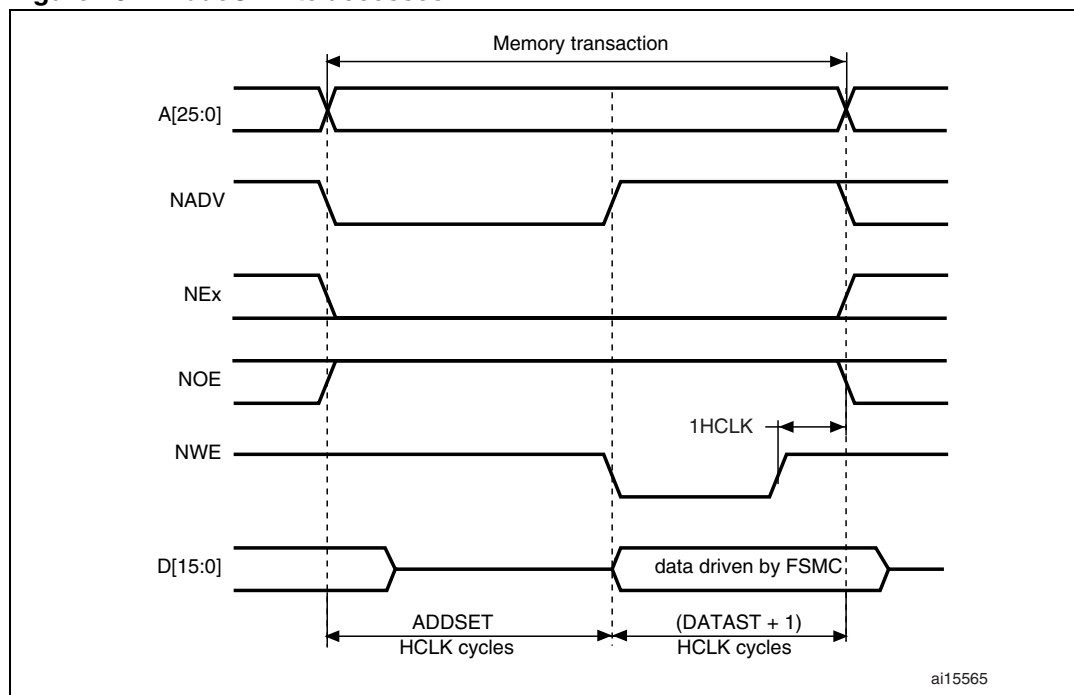 Memory transaction
A[25:0]
NADV
NEx
NOE
1HCLK
NWE
D[15:0]
data driven by FSMC
ADDSET
HCLK cycles
(DATAST + 1)
HCLK cycles
ai15565